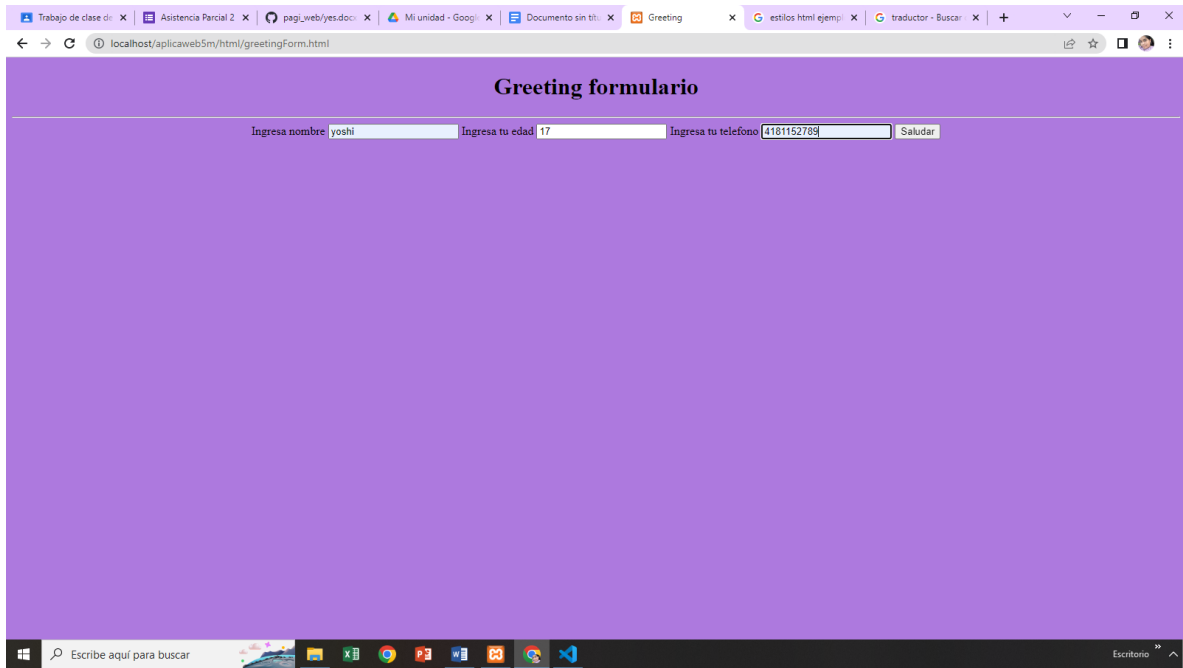 Trabajo de clase de Asistencia Parcial 2 pagi_web/yes.docx Mi unidad - Google Documento sin títu Greeting estilos html ejempl traductor - Buscar
localhost/aplicaweb5m/html/greetingForm.html
Greeting formulario
Ingresa nombre yoshi Ingresa tu edad 17 Ingresa tu telefono 4181152789 Saludar
Escribe aquí para buscar Escritorio